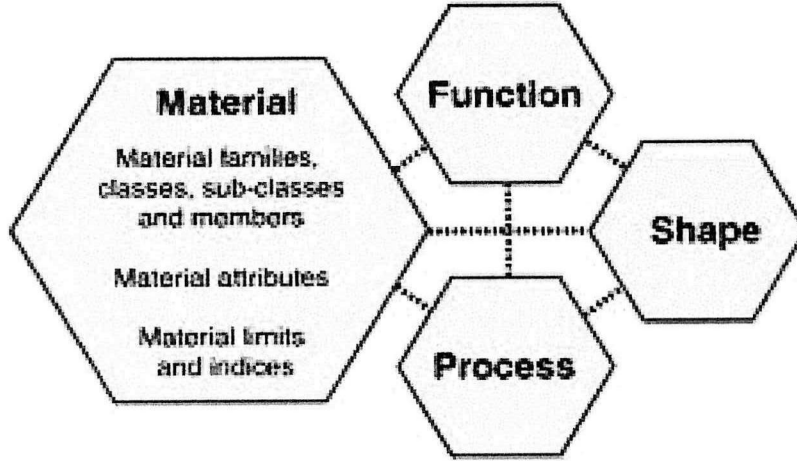 Material
Material families,
classes, sub-classes
and members
Material attributes
Material limits
and indices
Function
Shape
Process